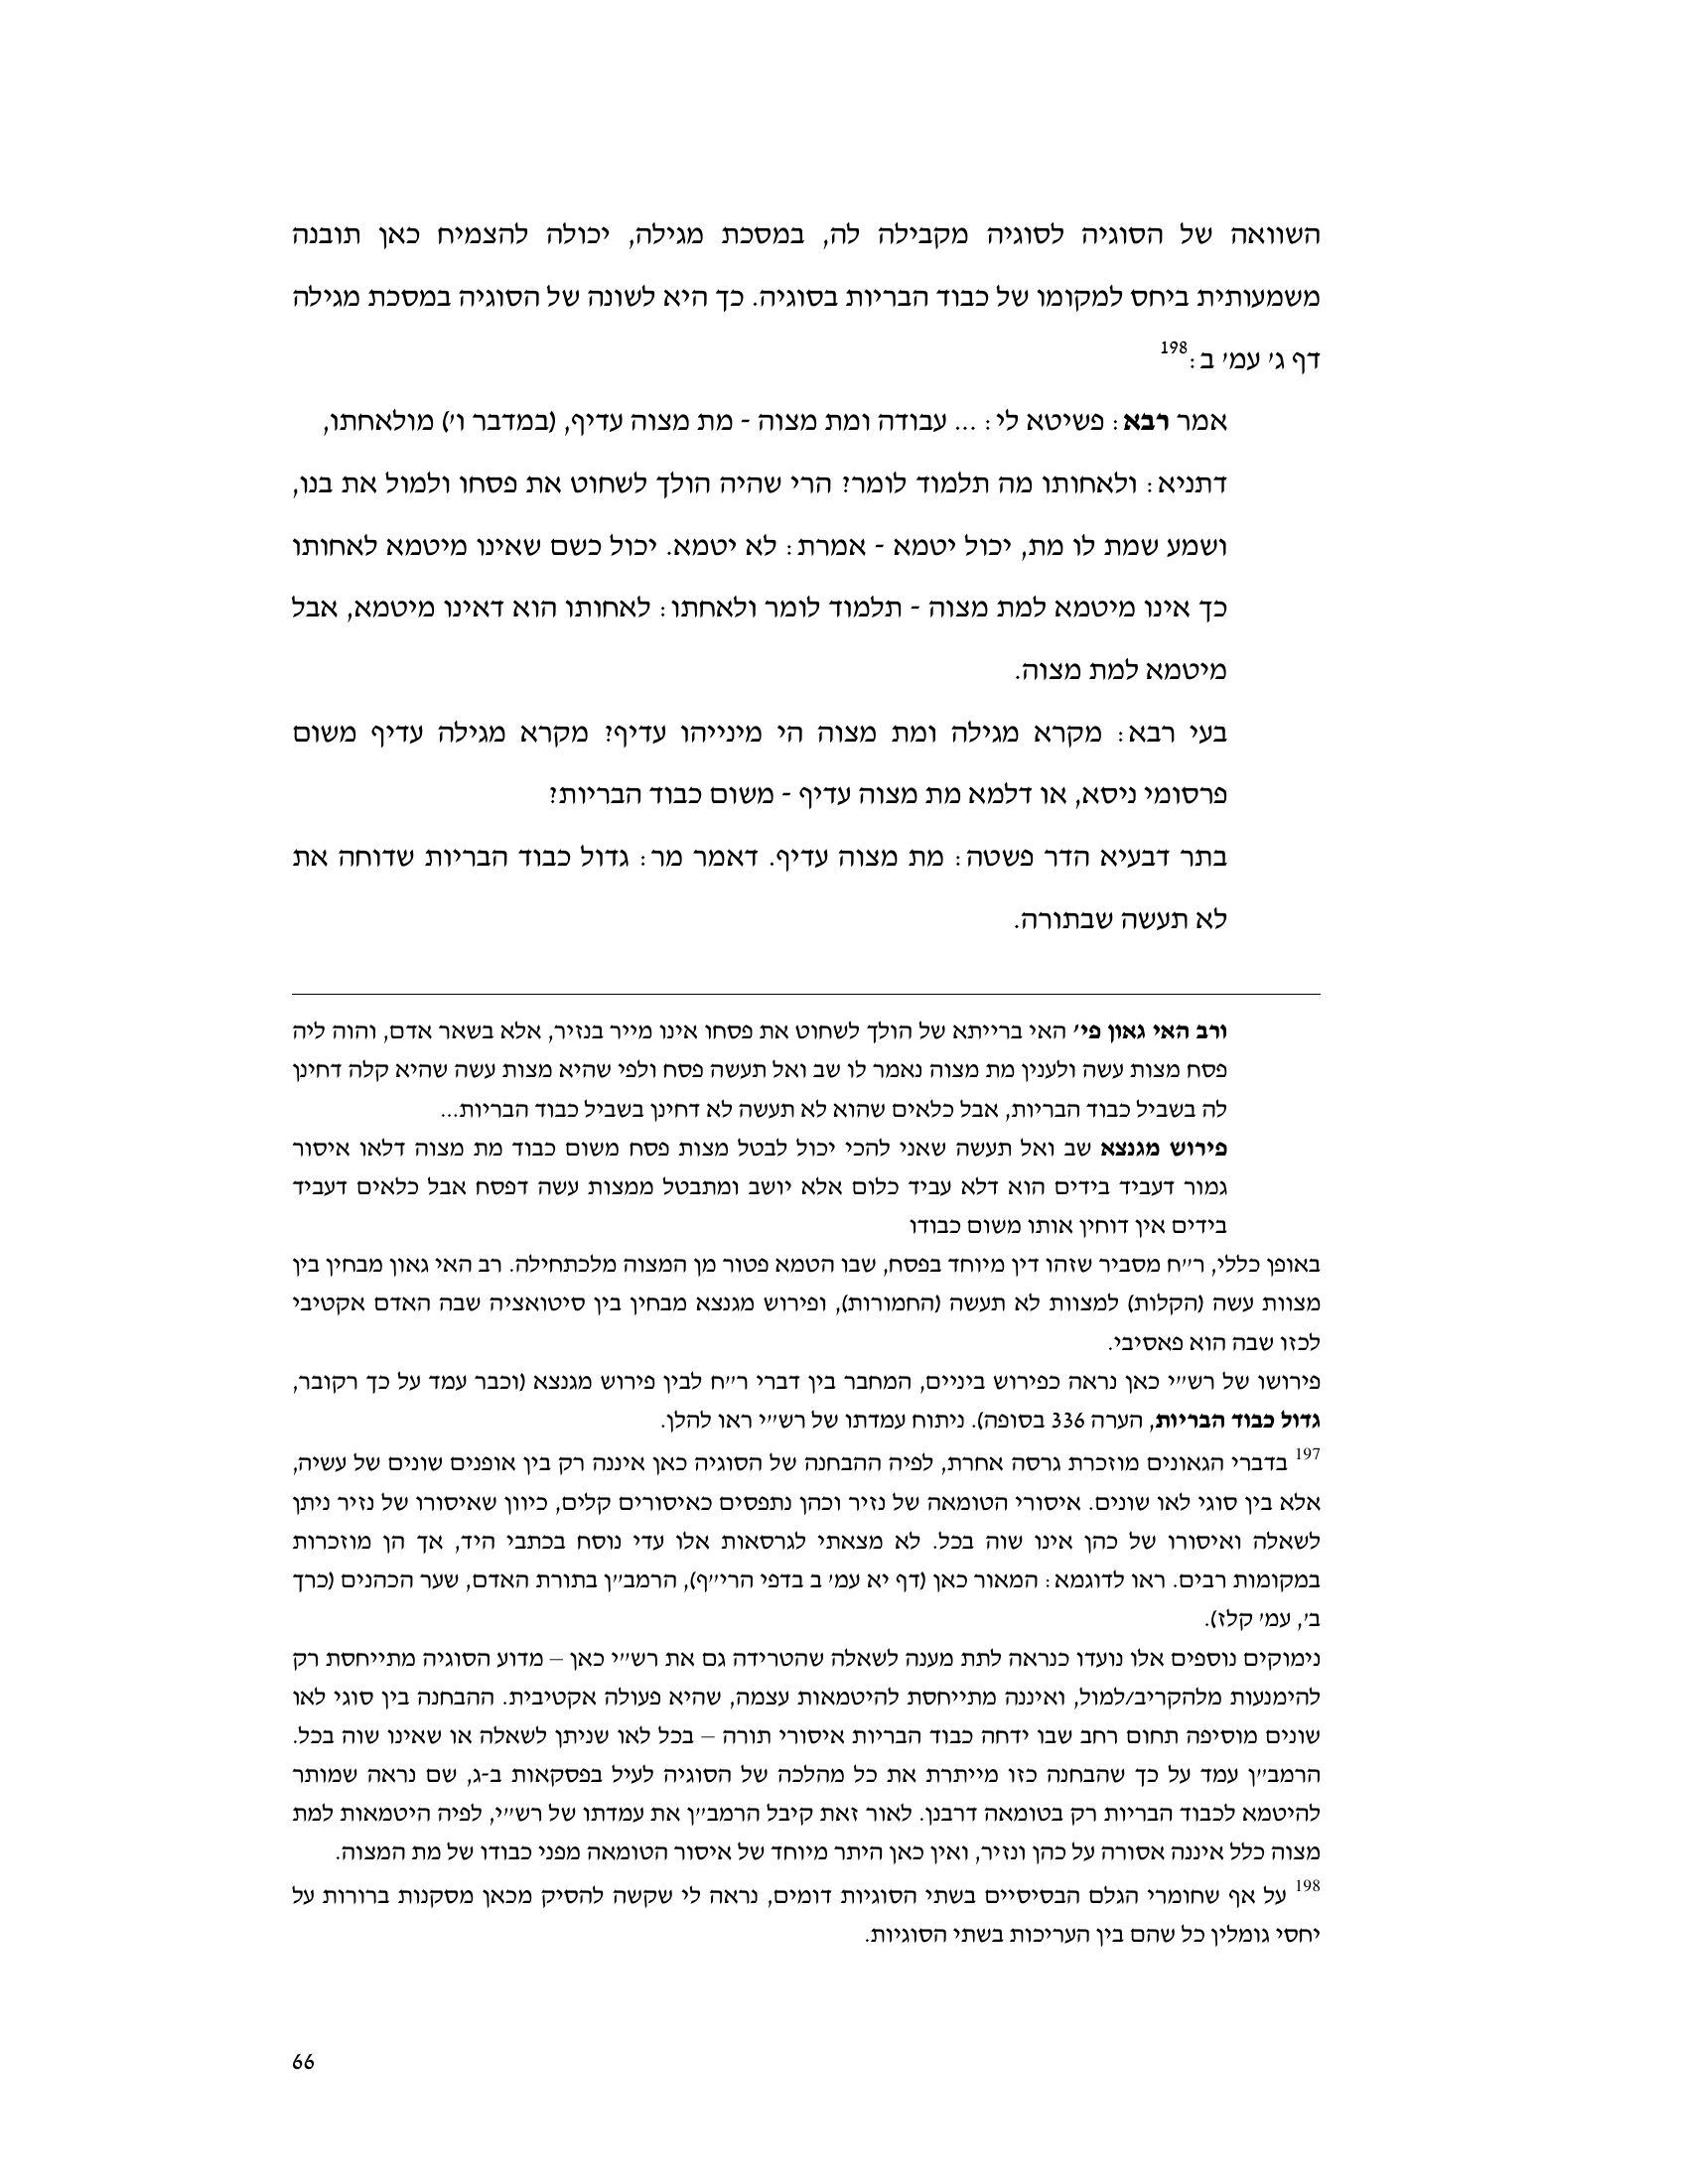 השוואה של הסוגיה לסוגיה מקבילה לה, במסכת מגילה, יכולה להצמיח כאן תובנה
משמעותית ביחס למקומו של כבוד הבריות בסוגיה. כך היא לשונה של הסוגיה במסכת מגילה
דף ג׳ עמ׳ ב:198
אמר רבא: פשיטא לי: ... עבודה ומת מצוה - מת מצוה עדיף, (במדבר ו׳) מולאחתו,
דתניא: ולאחותו מה תלמוד לומר? הרי שהיה הולך לשחוט את פסחו ולמול את בנו,
ושמע שמת לו מת, יכול יטמא - אמרת: לא יטמא. יכול כשם שאינו מיטמא לאחותו
כך אינו מיטמא למת מצוה - תלמוד לומר ולאחתו: לאחותו הוא דאינו מיטמא, אבל
מיטמא למת מצוה.
בעי רבא: מקרא מגילה ומת מצוה הי מינייהו עדיף? מקרא מגילה עדיף משום
פרסומי ניסא, או דלמא מת מצוה עדיף - משום כבוד הבריות?
בתר דבעיא הדר פשטה: מת מצוה עדיף. דאמר מר: גדול כבוד הבריות שדוחה את
לא תעשה שבתורה.
ורב האי גאון פי׳ האי ברייתא של הולך לשחוט את פסחו אינו מייר בנזיר, אלא בשאר אדם, והוה ליה
פסח מצות עשה ולענין מת מצוה נאמר לו שב ואל תעשה פסח ולפי שהיא מצות עשה שהיא קלה דחינן
לה בשביל כבוד הבריות, אבל כלאים שהוא לא תעשה לא דחינן בשביל כבוד הבריות...
פירוש מגנצא שב ואל תעשה שאני להכי יכול לבטל מצות פסח משום כבוד מת מצוה דלאו איסור
גמור דעביד בידים הוא דלא עביד כלום אלא יושב ומתבטל ממצות עשה דפסח אבל כלאים דעביד
בידים אין דוחין אותו משום כבודו
באופן כללי, ר״ח מסביר שזהו דין מיוחד בפסח, שבו הטמא פטור מן המצוה מלכתחילה. רב האי גאון מבחין בין
מצוות עשה (הקלות) למצוות לא תעשה (החמורות), ופירוש מגנצא מבחין בין סיטואציה שבה האדם אקטיבי
לכזו שבה הוא פאסיבי.
פירושו של רש״י כאן נראה כפירוש ביניים, המחבר בין דברי ר״ח לבין פירוש מגנצא (וכבר עמד על כך רקובר,
גדול כבוד הבריות, הערה 336 בסופה). ניתוח עמדתו של רש״י ראו להלן.
197 בדברי הגאונים מוזכרת גרסה אחרת, לפיה ההבחנה של הסוגיה כאן איננה רק בין אופנים שונים של עשיה,
אלא בין סוגי לאו שונים. איסורי הטומאה של נזיר וכהן נתפסים כאיסורים קלים, כיוון שאיסורו של נזיר ניתן
לשאלה ואיסורו של כהן אינו שוה בכל. לא מצאתי לגרסאות אלו עדי נוסח בכתבי היד, אך הן מוזכרות
במקומות רבים. ראו לדוגמא: המאור כאן (דף יא עמ׳ ב בדפי הרי״ף), הרמב״ן בתורת האדם, שער הכהנים (כרך
ב׳, עמ׳ קלז).
נימוקים נוספים אלו נועדו כנראה לתת מענה לשאלה שהטרידה גם את רש״י כאן – מדוע הסוגיה מתייחסת רק
להימנעות מלהקריב/למול, ואיננה מתייחסת להיטמאות עצמה, שהיא פעולה אקטיבית. ההבחנה בין סוגי לאו
שונים מוסיפה תחום רחב שבו ידחה כבוד הבריות איסורי תורה – בכל לאו שניתן לשאלה או שאינו שוה בכל.
הרמב״ן עמד על כך שהבחנה כזו מייתרת את כל מהלכה של הסוגיה לעיל בפסקאות ב-ג, שם נראה שמותר
להיטמא לכבוד הבריות רק בטומאה דרבנן. לאור זאת קיבל הרמב״ן את עמדתו של רש״י, לפיה היטמאות למת
מצוה כלל איננה אסורה על כהן ונזיר, ואין כאן היתר מיוחד של איסור הטומאה מפני כבודו של מת המצוה.
198 על אף שחומרי הגלם הבסיסיים בשתי הסוגיות דומים, נראה לי שקשה להסיק מכאן מסקנות ברורות על
יחסי גומלין כל שהם בין העריכות בשתי הסוגיות.
66